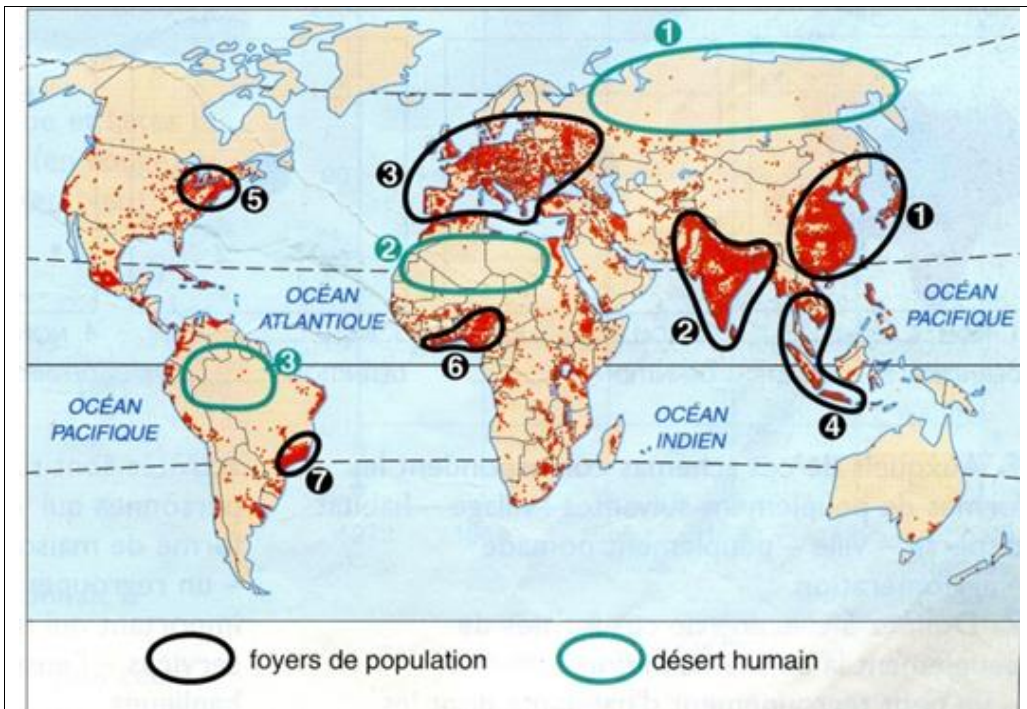 1
3
5
1
2
OCÉAN
ATLANTIQUE
OCÉAN
PACIFIQUE
2
6
3
4
OCÉAN
PACIFIQUE
OCÉAN
INDIEN
7
foyers de population
désert humain